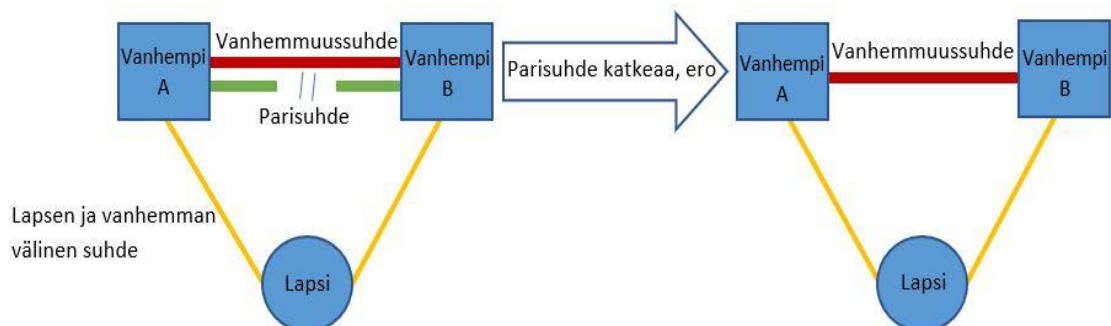 Vanhempi
A
Vanhemmuussuhde
Vanhempi
B
Parisuhde
Lapsen ja vanhemman
välinen suhde
Lapsi
Parisuhde katkeaa, ero
Vanhempi
A
Vanhemmuussuhde
Vanhempi
B
Lapsi